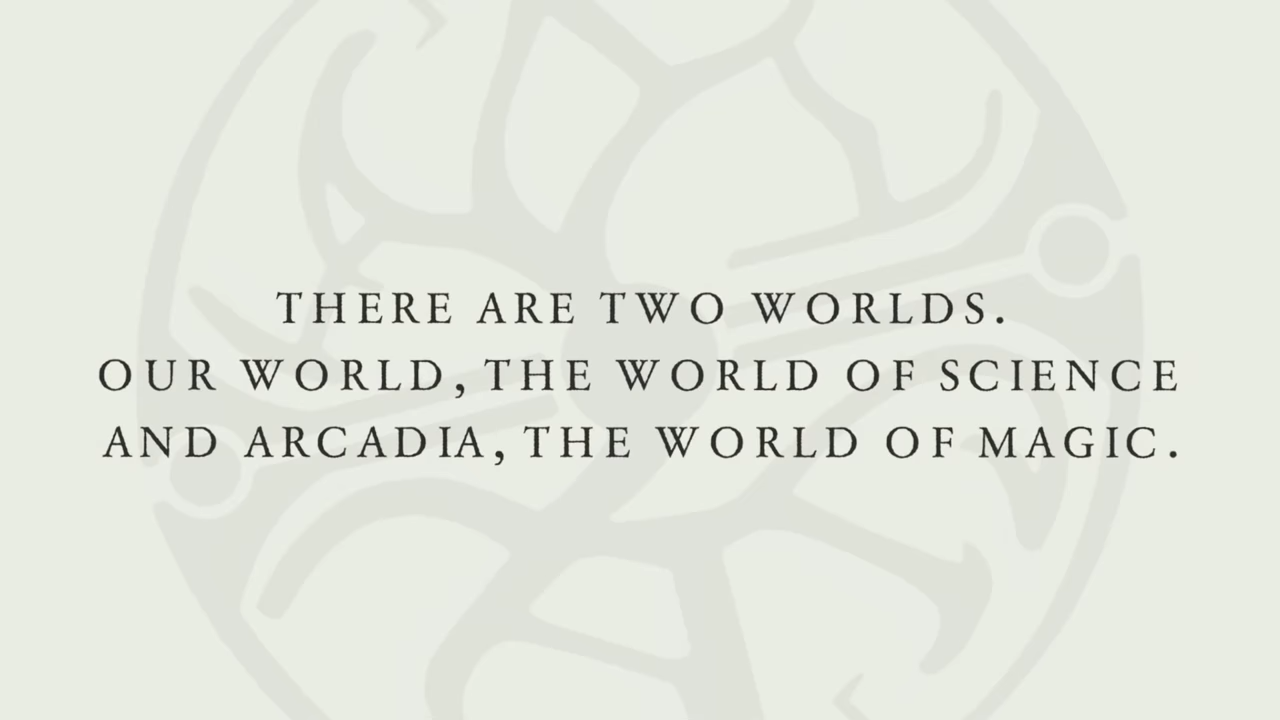 THERE ARE TWO WORLDS.
OUR WORLD, THE WORLD OF SCIENCE
AND ARCADIA, THE WORLD OF MAGIC.